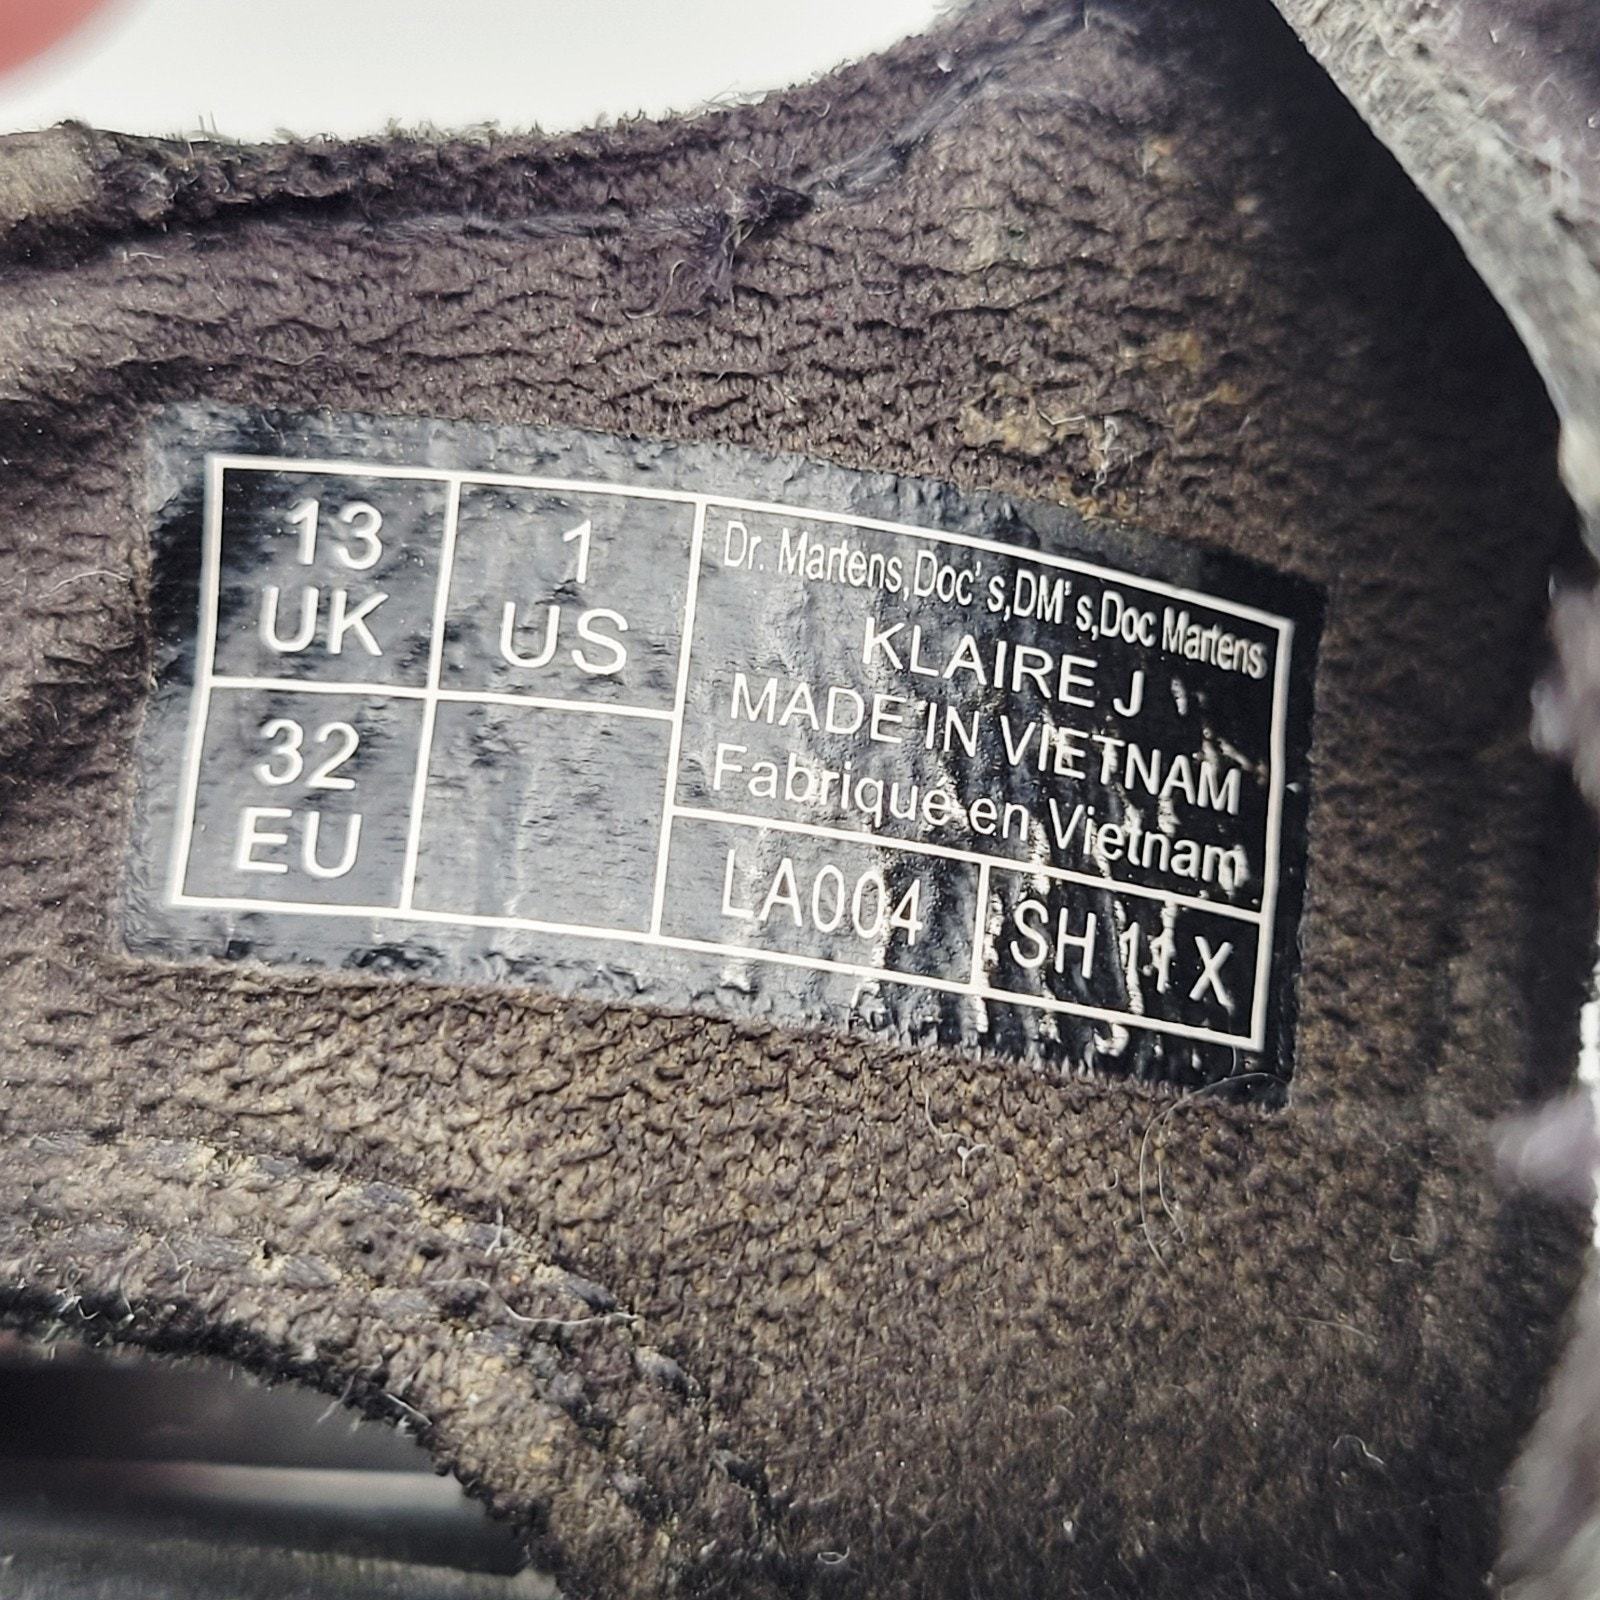 13
UK
1
US
32
EU
Dr. Martens,Doc's,DM's,Doc Martens
KLAIRE J
MADE IN VIETNAM
Fabrique en Vietnam
LA004
SH 11 X